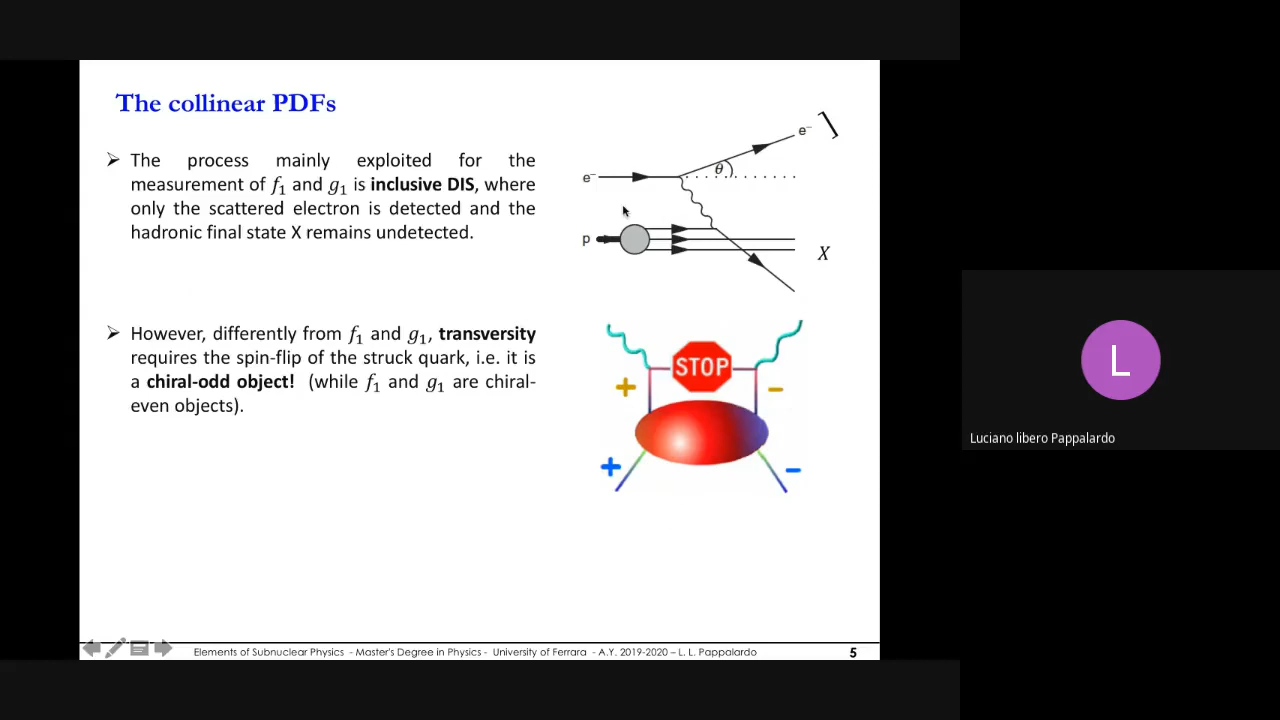 The collinear PDFs
➢ The process mainly exploited for the
measurement of f₁ and g₁ is inclusive DIS, where
only the scattered electron is detected and the
hadronic final state X remains undetected.
e⁻
e⁻
θ
p
X
➢ However, differently from f₁ and g₁, transversity
requires the spin-flip of the struck quark, i.e. it is
a chiral-odd object! (while f₁ and g₁ are chiral-
even objects).
STOP
+ −
+ −
L
Luciano libero Pappalardo
Elements of Subnuclear Physics - Master's Degree in Physics - University of Ferrara - A.Y. 2019-2020 – L. L. Pappalardo
5